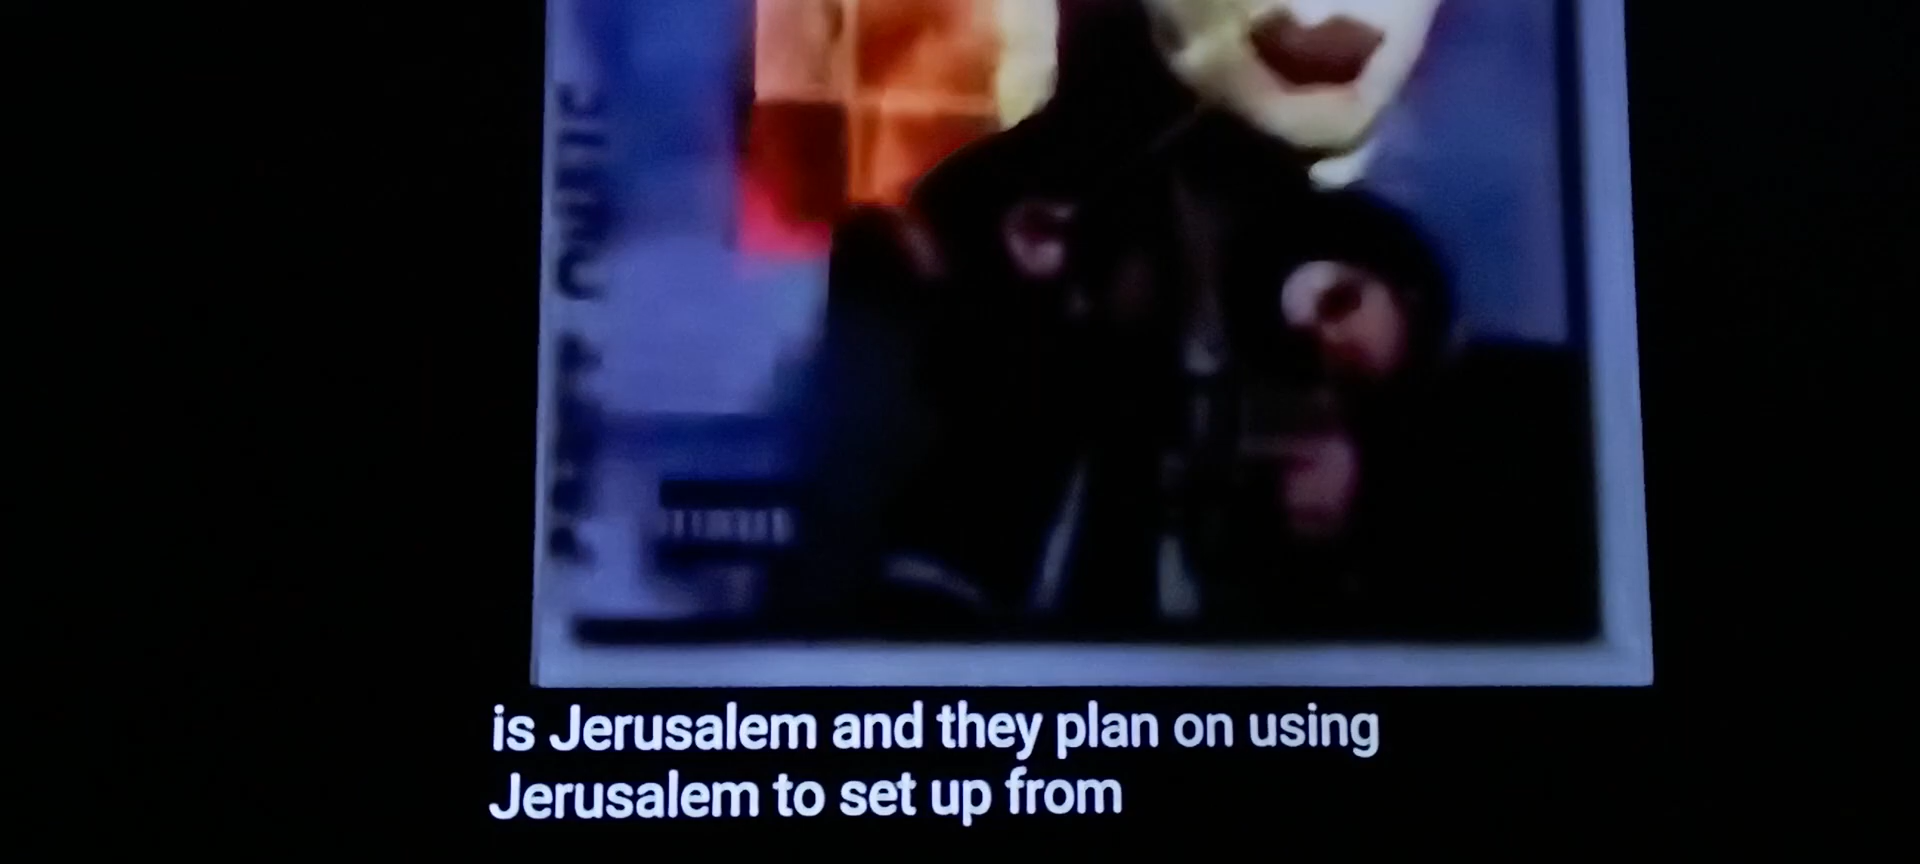 is Jerusalem and they plan on using
Jerusalem to set up from